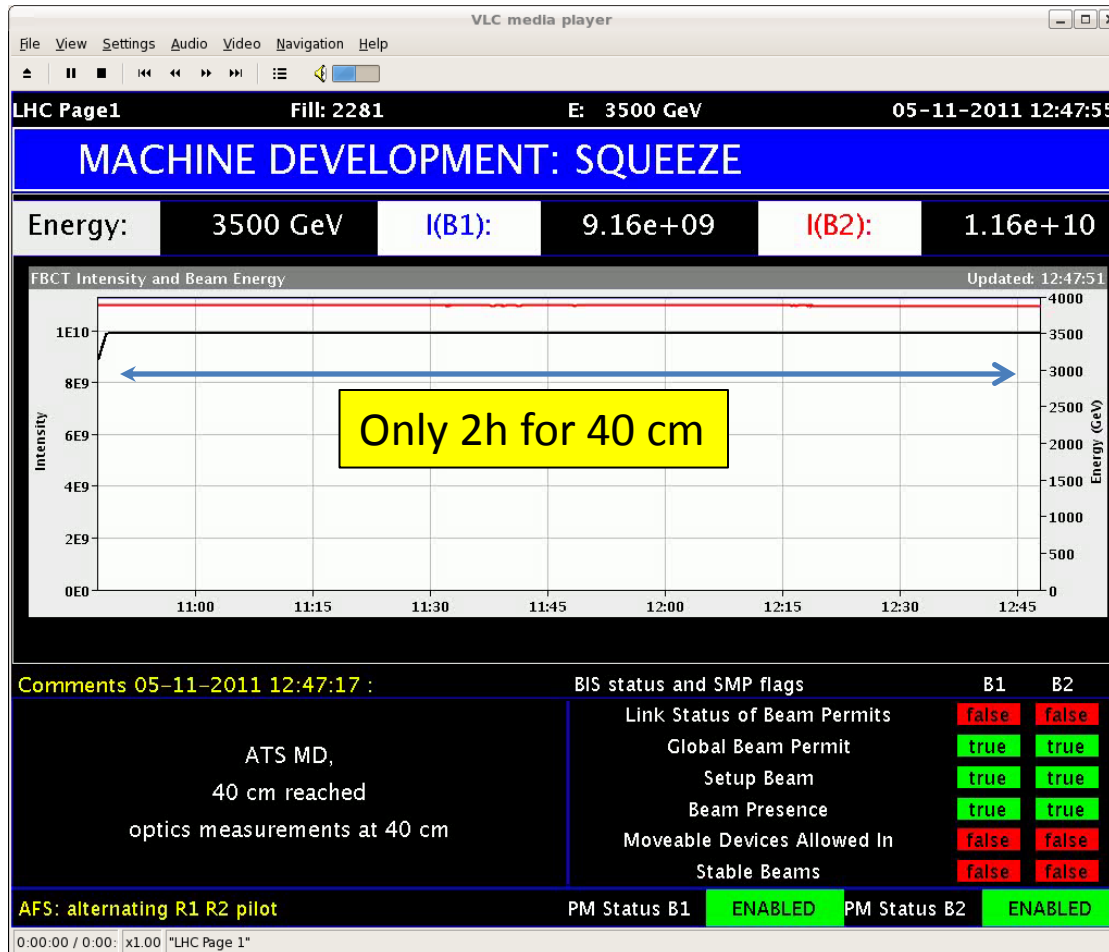 VLC media player
File View Settings Audio Video Navigation Help
LHC Page1 Fill: 2281 E: 3500 GeV 05-11-2011 12:47:55
MACHINE DEVELOPMENT: SQUEEZE
Energy: 3500 GeV I(B1): 9.16e+09 I(B2): 1.16e+10
FBCT Intensity and Beam Energy Updated: 12:47:51
4000
1E10 3500
3000
8E9
2500
6E9
2000
1500
4E9
1000
2E9
500
0E0 0
Intensity
Energy (GeV)
Only 2h for 40 cm
11:00 11:15 11:30 11:45 12:00 12:15 12:30 12:45
Comments 05-11-2011 12:47:17 :
ATS MD,
40 cm reached
optics measurements at 40 cm
BIS status and SMP flags B1 B2
Link Status of Beam Permits false false
Global Beam Permit true true
Setup Beam true true
Beam Presence true true
Moveable Devices Allowed In false false
Stable Beams false false
AFS: alternating R1 R2 pilot PM Status B1 ENABLED PM Status B2 ENABLED
0:00:00 / 0:00: x1.00 "LHC Page 1"